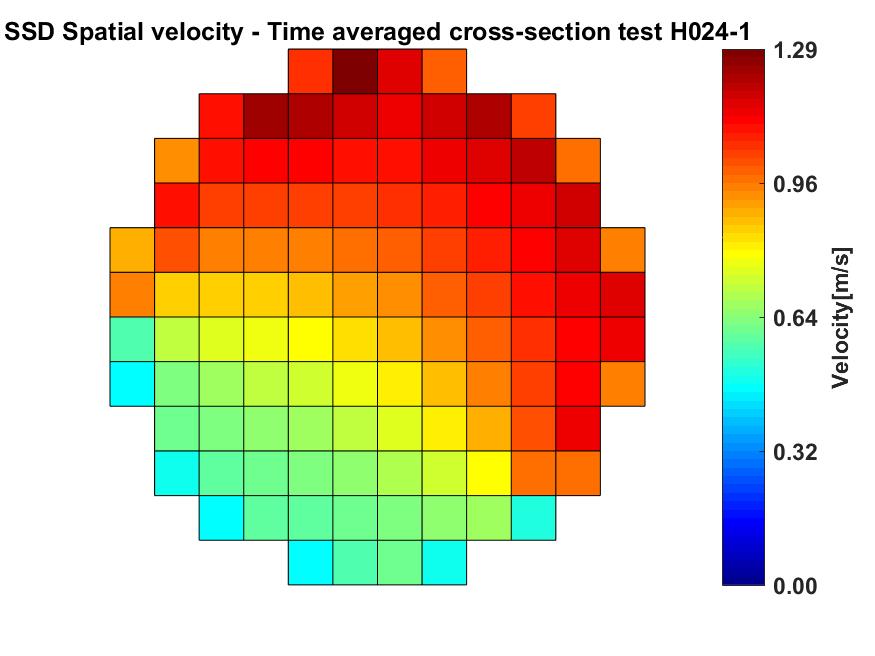 SSD Spatial velocity - Time averaged cross-section test H024-1
1.29
0.96
0.64
0.32
0.00
Velocity[m/s]